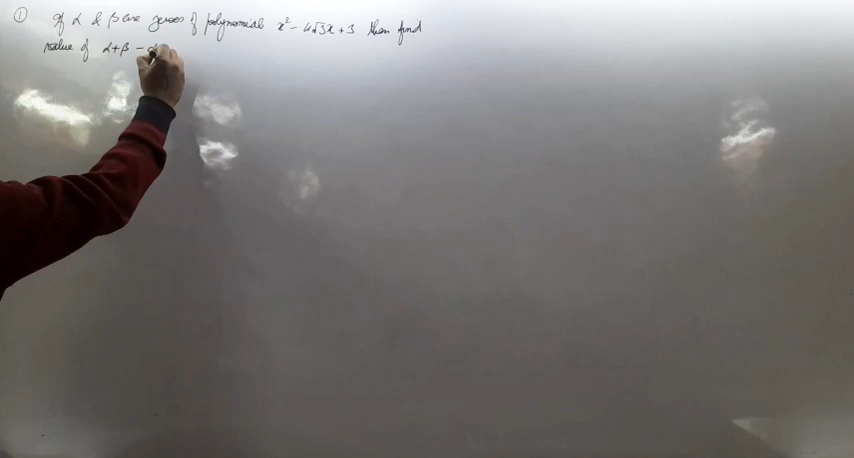 ① If α & β are zeroes of polynomial x² - 4√3x + 3 then find
value of α+β - α